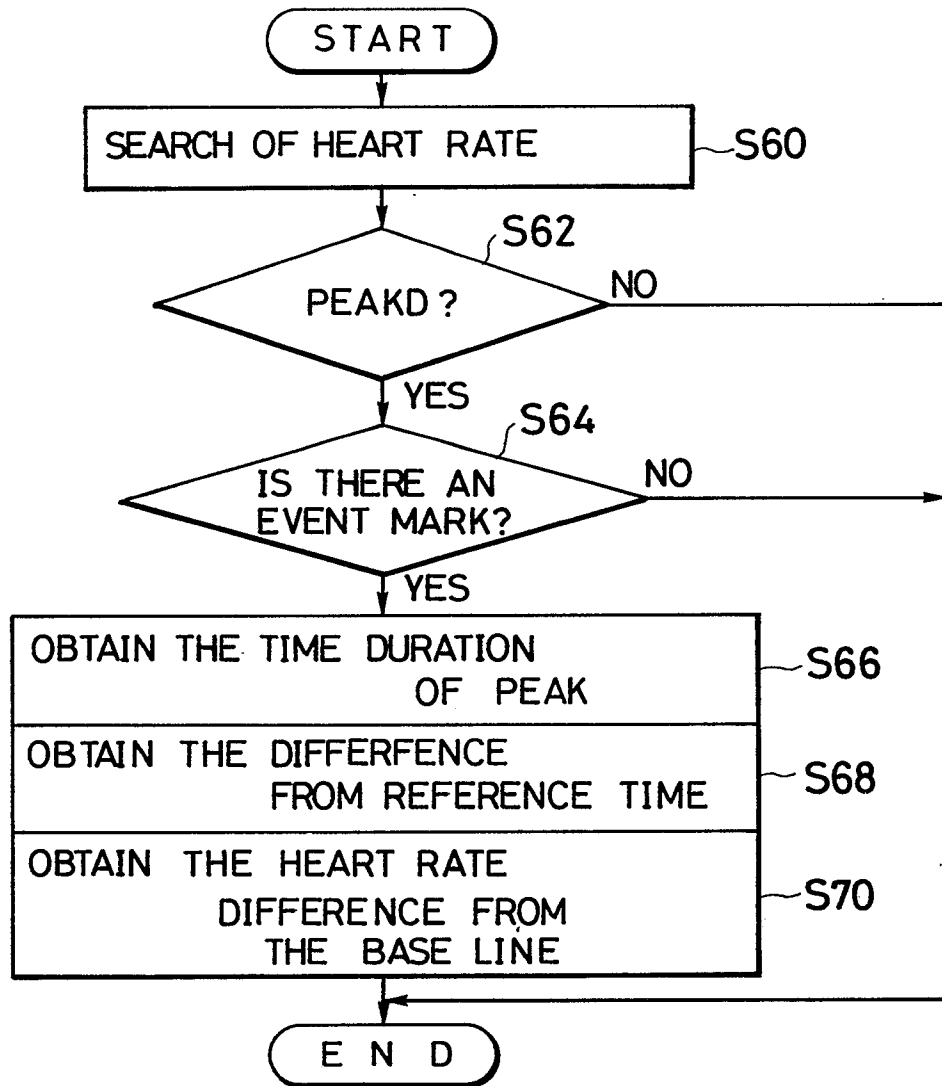 START
SEARCH OF HEART RATE
S60
S62
PEAKD?
NO
YES
S64
IS THERE AN
EVENT MARK?
NO
YES
OBTAIN THE TIME DURATION
OF PEAK
S66
OBTAIN THE DIFFERFENCE
FROM REFERENCE TIME
S68
OBTAIN THE HEART RATE
DIFFERENCE FROM
THE BASE LINE
S70
END